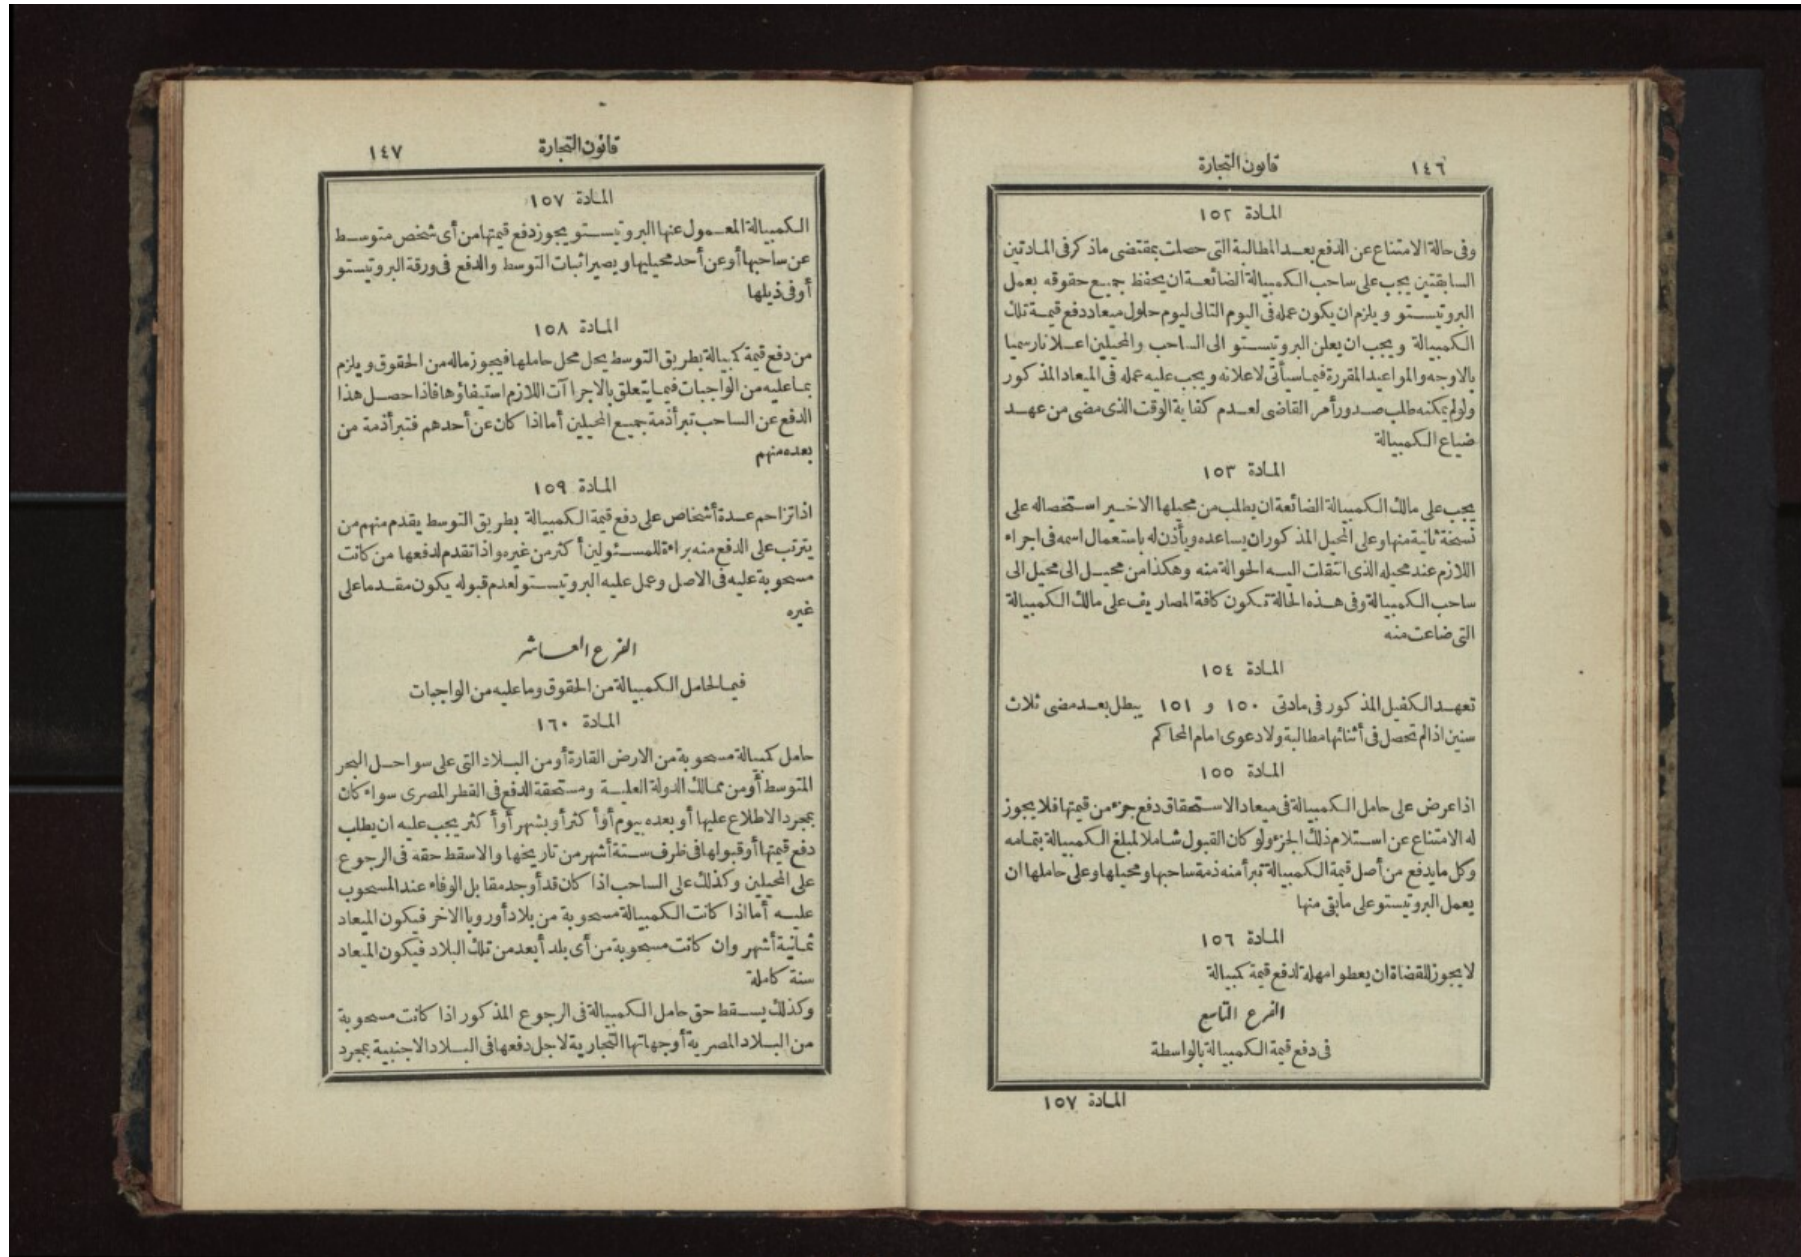 ١٤٦
قانون التجارة
المادة ١٥٢
وفى حالة الامتناع عن الدفع بعد المطالبة التى حصلت بمقتضى ماذكر فى المادتين
السابقتين يجب على صاحب الكمبيالة الضائعة ان يحفظ جميع حقوقه بعمل
البروتيستو ويلزم ان يكون عمله فى اليوم التالى ليوم حلول ميعاد دفع قيمة تلك
الكمبيالة ويجب ان يعلن البروتيستو الى الساحب والمحيلين اعلانا رسميا
بالاوجه والمواعيد المقررة فيما سيأتى لاعلانه ويجب عليه عمله فى الميعاد المذكور
ولولم يمكنه طلب صدور أمر القاضى لعدم كفاية الوقت الذى مضى من عهد
ضياع الكمبيالة
المادة ١٥٣
يجب على مالك الكمبيالة الضائعة ان يطلب من محيلها الاخير استحصاله على
نسخة ثانية منها وعلى المحيل المذكور ان يساعده ويأذن له باستعمال اسمه فى اجراء
اللازم عند محيله الذى انتقلت اليه الحوالة منه وهكذا من محيل الى محيل الى
ساحب الكمبيالة وفى هذه الحالة تكون كافة المصاريف على مالك الكمبيالة
التى ضاعت منه
المادة ١٥٤
تعهد الكفيل المذكور فى مادتى ١٥٠ و ١٥١ يبطل بعد مضى ثلاث
سنين اذا لم تحصل فى أثنائها مطالبة ولا دعوى امام المحاكم
المادة ١٥٥
اذا عرض على حامل الكمبيالة فى ميعاد الاستحقاق دفع جزء من قيمتها فلا يجوز
له الامتناع عن استلام ذلك الجزء ولو كان القبول شاملا لمبلغ الكمبيالة بتمامه
وكل مايدفع من أصل قيمة الكمبيالة تبرأ منه ذمة ساحبها ومحيلها وعلى حاملها ان
يعمل البروتيستو على مابقى منها
المادة ١٥٦
لا يجوز للقضاة ان يعطوا مهلة لدفع قيمة كمبيالة
الفرع التاسع
فى دفع قيمة الكمبيالة بالواسطة
المادة ١٥٧
قانون التجارة
١٤٧
المادة ١٥٧
الكمبيالة المعمول عنها البروتيستو يجوز دفع قيمتها من أى شخص متوسط
عن ساحبها أو عن أحد محيليها ويصير اثبات التوسط والدفع فى ورقة البروتيستو
أو فى ذيلها
المادة ١٥٨
من دفع قيمة كمبيالة بطريق التوسط يحل محل حاملها فيجوز ماله من الحقوق ويلزم
بما عليه من الواجبات فيما يتعلق بالاجراآت اللازم استيفاؤها فاذا حصل هذا
الدفع عن الساحب تبرأ ذمة جميع المحيلين أما اذا كان عن أحدهم فتبرأ ذمة من
بعده منهم
المادة ١٥٩
اذا تزاحم عدة أشخاص على دفع قيمة الكمبيالة بطريق التوسط يقدم منهم من
يترتب على الدفع منه براءة للمسئولين أكثر من غيره واذا تقدم لدفعها من كانت
مسحوبة عليه فى الاصل وعمل عليه البروتيستو لعدم قبوله يكون مقدما على
غيره
الفرع العاشر
فيما لحامل الكمبيالة من الحقوق وما عليه من الواجبات
المادة ١٦٠
حامل كمبيالة مسحوبة من الارض القارة أو من البلاد التى على سواحل البحر
المتوسط أو من ممالك الدولة العلية ومستحقة الدفع فى القطر المصرى سواء كان
بمجرد الاطلاع عليها أو بعده بيوم أو أكثر أو بشهر أو أكثر يجب عليه ان يطلب
دفع قيمتها أو قبولها فى ظرف ستة أشهر من تاريخها والاسقط حقه فى الرجوع
على المحيلين وكذلك على الساحب اذا كان قد أوجد مقابل الوفاء عند المسحوب
عليه أما اذا كانت الكمبيالة مسحوبة من بلاد أوروبا الاخر فيكون الميعاد
ثمانية أشهر وان كانت مسحوبة من أى بلد أبعد من تلك البلاد فيكون الميعاد
سنة كاملة
وكذلك يسقط حق حامل الكمبيالة فى الرجوع المذكور اذا كانت مسحوبة
من البلاد المصرية أو جهاتها التجارية لاجل دفعها فى البلاد الاجنبية بمجرد